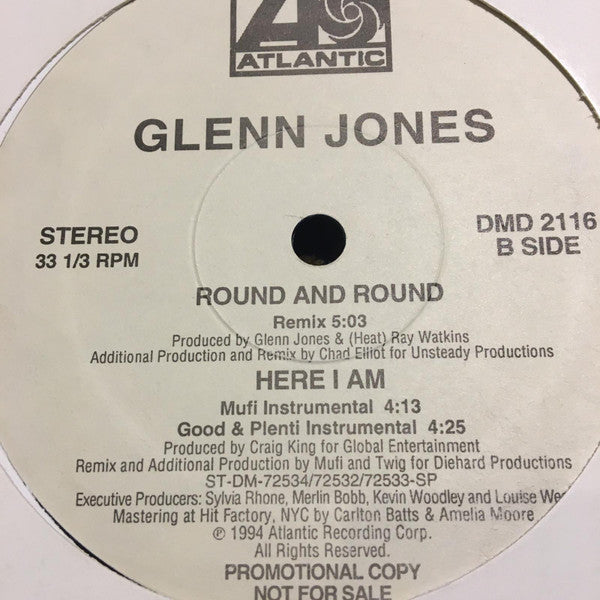 ATLANTIC
GLENN JONES
STEREO
33 1/3 RPM
DMD 2116
B SIDE
ROUND AND ROUND
Remix 5:03
Produced by Glenn Jones & (Heat) Ray Watkins
Additional Production and Remix by Chad Elliot for Unsteady Productions
HERE I AM
Mufi Instrumental 4:13
Good & Plenti Instrumental 4:25
Produced by Craig King for Global Entertainment
Remix and Additional Production by Mufi and Twig for Diehard Productions
ST-DM-72534/72532/72533-SP
Executive Producers: Sylvia Rhone, Merlin Bobb, Kevin Woodley and Louise
Mastering at Hit Factory, NYC by Carlton Batts & Amelia Moore
℗ 1994 Atlantic Recording Corp.
All Rights Reserved.
PROMOTIONAL COPY
NOT FOR SALE